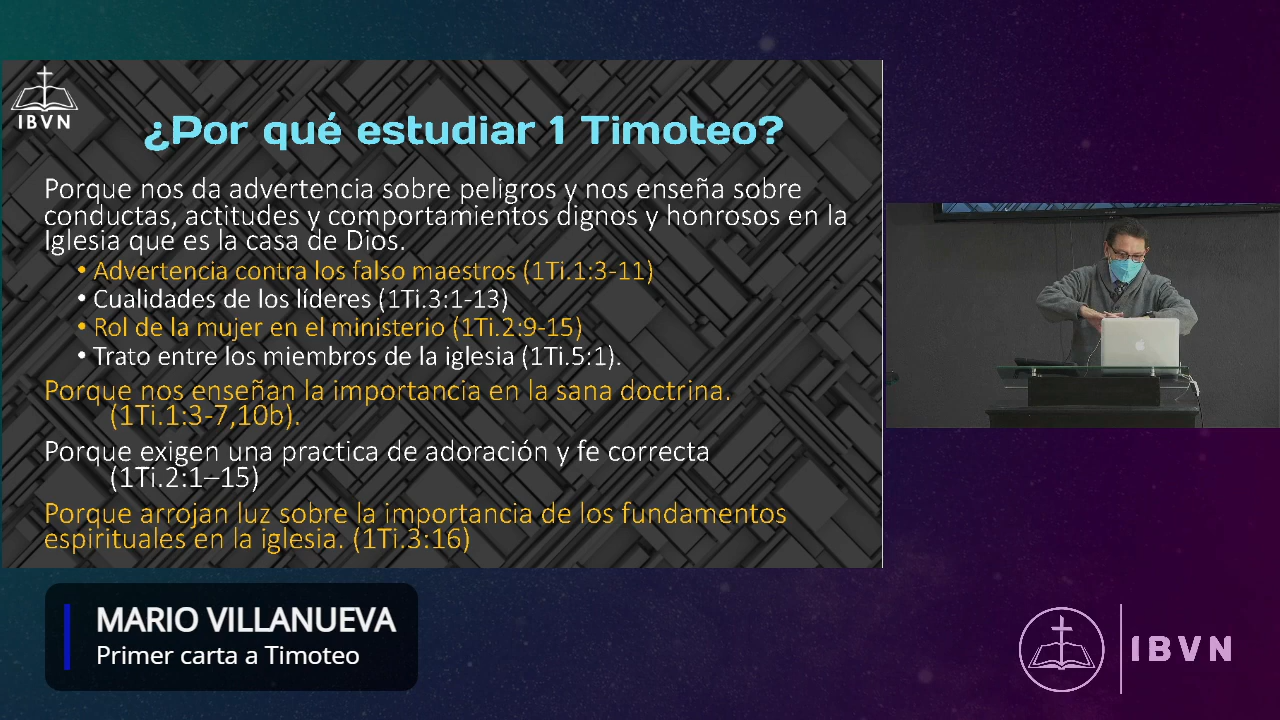 IBVN
¿Por qué estudiar 1 Timoteo?
Porque nos da advertencia sobre peligros y nos enseña sobre
conductas, actitudes y comportamientos dignos y honrosos en la
Iglesia que es la casa de Dios.
• Advertencia contra los falso maestros (1Ti.1:3-11)
• Cualidades de los líderes (1Ti.3:1-13)
• Rol de la mujer en el ministerio (1Ti.2:9-15)
• Trato entre los miembros de la iglesia (1Ti.5:1).
Porque nos enseñan la importancia en la sana doctrina.
(1Ti.1:3-7,10b).
Porque exigen una practica de adoración y fe correcta
(1Ti.2:1–15)
Porque arrojan luz sobre la importancia de los fundamentos
espirituales en la iglesia. (1Ti.3:16)
MARIO VILLANUEVA
Primer carta a Timoteo
IBVN